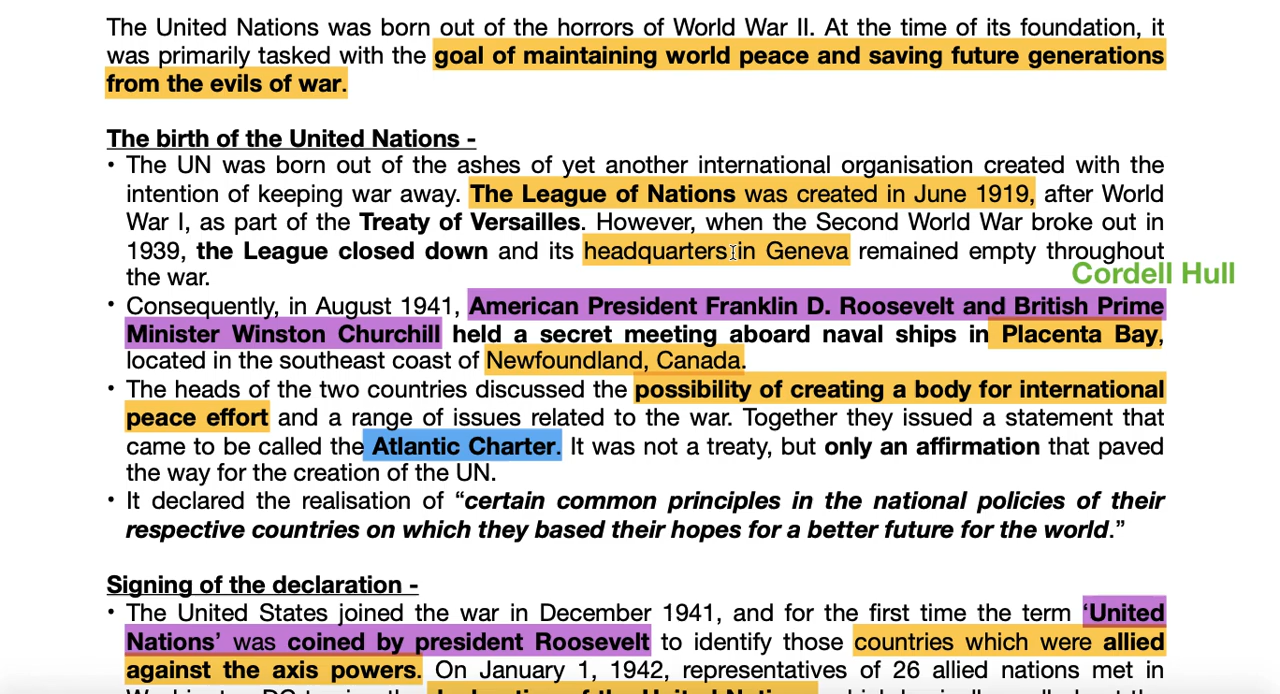 The United Nations was born out of the horrors of World War II. At the time of its foundation, it
was primarily tasked with the goal of maintaining world peace and saving future generations
from the evils of war.
The birth of the United Nations -
• The UN was born out of the ashes of yet another international organisation created with the
intention of keeping war away. The League of Nations was created in June 1919, after World
War I, as part of the Treaty of Versailles. However, when the Second World War broke out in
1939, the League closed down and its headquarters in Geneva remained empty throughout
the war.
Cordell Hull
• Consequently, in August 1941, American President Franklin D. Roosevelt and British Prime
Minister Winston Churchill held a secret meeting aboard naval ships in Placenta Bay,
located in the southeast coast of Newfoundland, Canada.
• The heads of the two countries discussed the possibility of creating a body for international
peace effort and a range of issues related to the war. Together they issued a statement that
came to be called the Atlantic Charter. It was not a treaty, but only an affirmation that paved
the way for the creation of the UN.
• It declared the realisation of “certain common principles in the national policies of their
respective countries on which they based their hopes for a better future for the world.”
Signing of the declaration -
• The United States joined the war in December 1941, and for the first time the term ‘United
Nations’ was coined by president Roosevelt to identify those countries which were allied
against the axis powers. On January 1, 1942, representatives of 26 allied nations met in